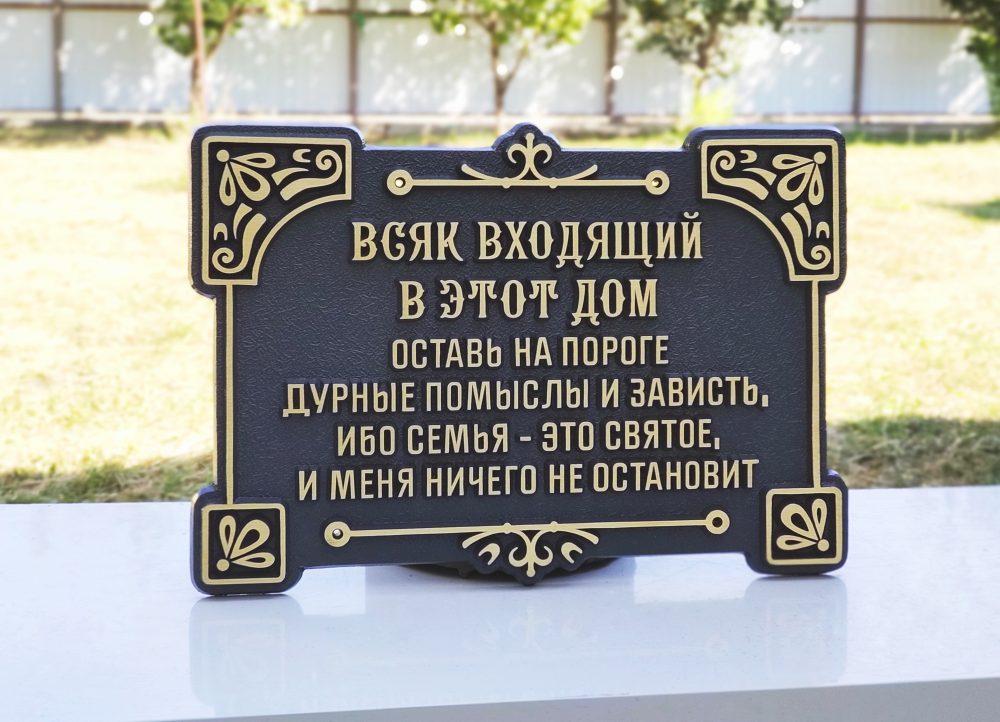 ВСЯК ВХОДЯЩИЙ
В ЭТОТ ДОМ
ОСТАВЬ НА ПОРОГЕ
ДУРНЫЕ ПОМЫСЛЫ И ЗАВИСТЬ,
ИБО СЕМЬЯ - ЭТО СВЯТОЕ,
И МЕНЯ НИЧЕГО НЕ ОСТАНОВИТ